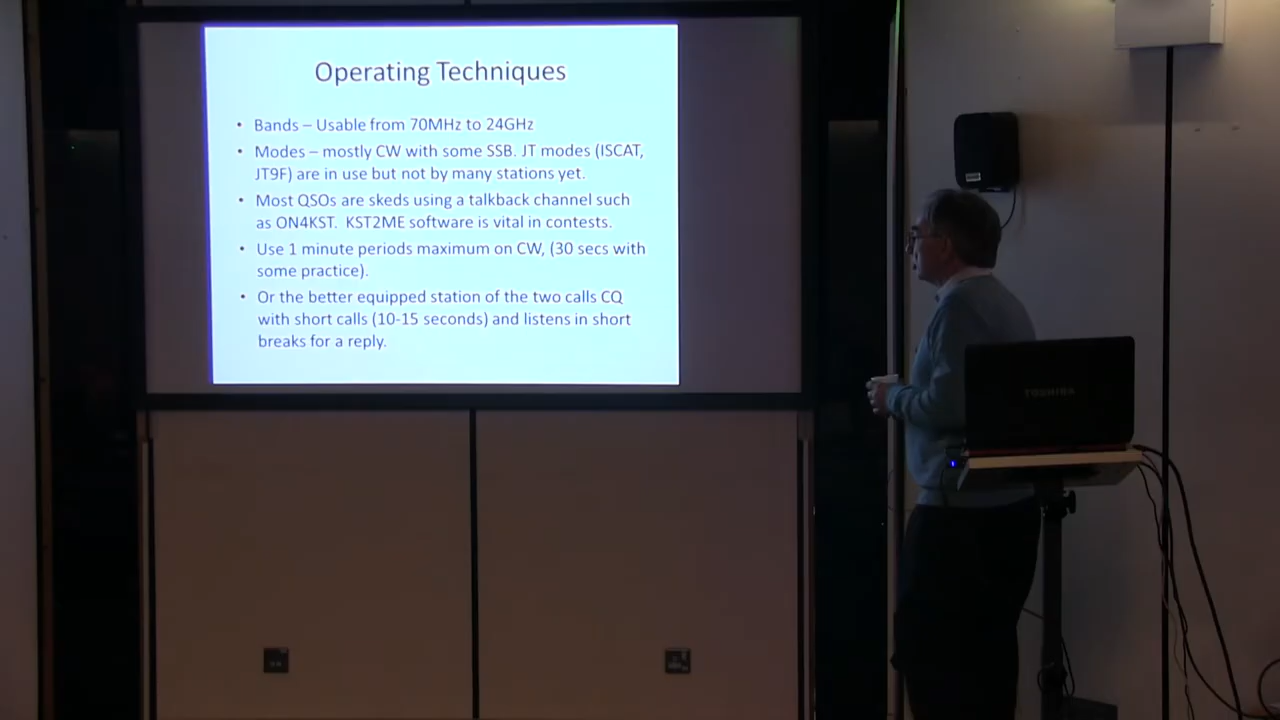 Operating Techniques
• Bands – Usable from 70MHz to 24GHz
• Modes – mostly CW with some SSB. JT modes (ISCAT,
JT9F) are in use but not by many stations yet.
• Most QSOs are skeds using a talkback channel such
as ON4KST. KST2ME software is vital in contests.
• Use 1 minute periods maximum on CW, (30 secs with
some practice).
• Or the better equipped station of the two calls CQ
with short calls (10-15 seconds) and listens in short
breaks for a reply.
TOSHIBA